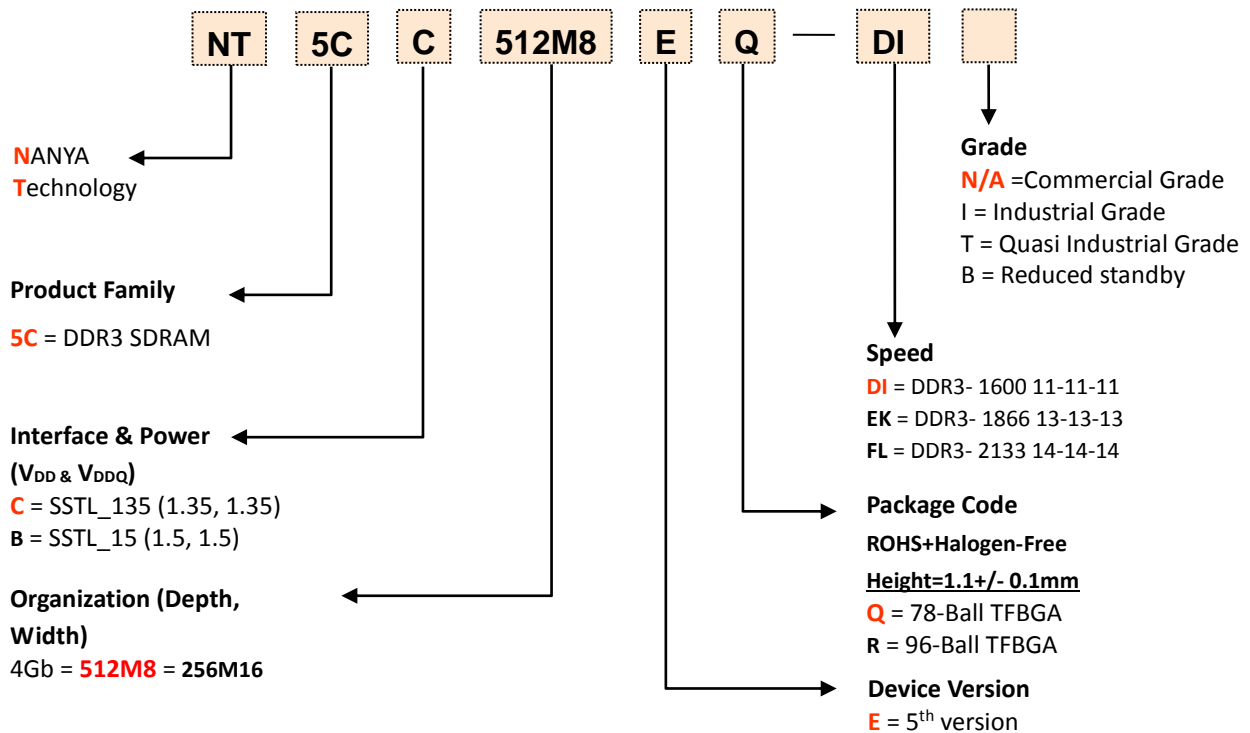 NT 5C C 512M8 E Q — DI
NANYA
Technology
Product Family
5C = DDR3 SDRAM
Interface & Power
(VDD & VDDQ)
C = SSTL_135 (1.35, 1.35)
B = SSTL_15 (1.5, 1.5)
Organization (Depth,
Width)
4Gb = 512M8 = 256M16
Grade
N/A =Commercial Grade
I = Industrial Grade
T = Quasi Industrial Grade
B = Reduced standby
Speed
DI = DDR3- 1600 11-11-11
EK = DDR3- 1866 13-13-13
FL = DDR3- 2133 14-14-14
Package Code
ROHS+Halogen-Free
Height=1.1+/- 0.1mm
Q = 78-Ball TFBGA
R = 96-Ball TFBGA
Device Version
E = 5th version